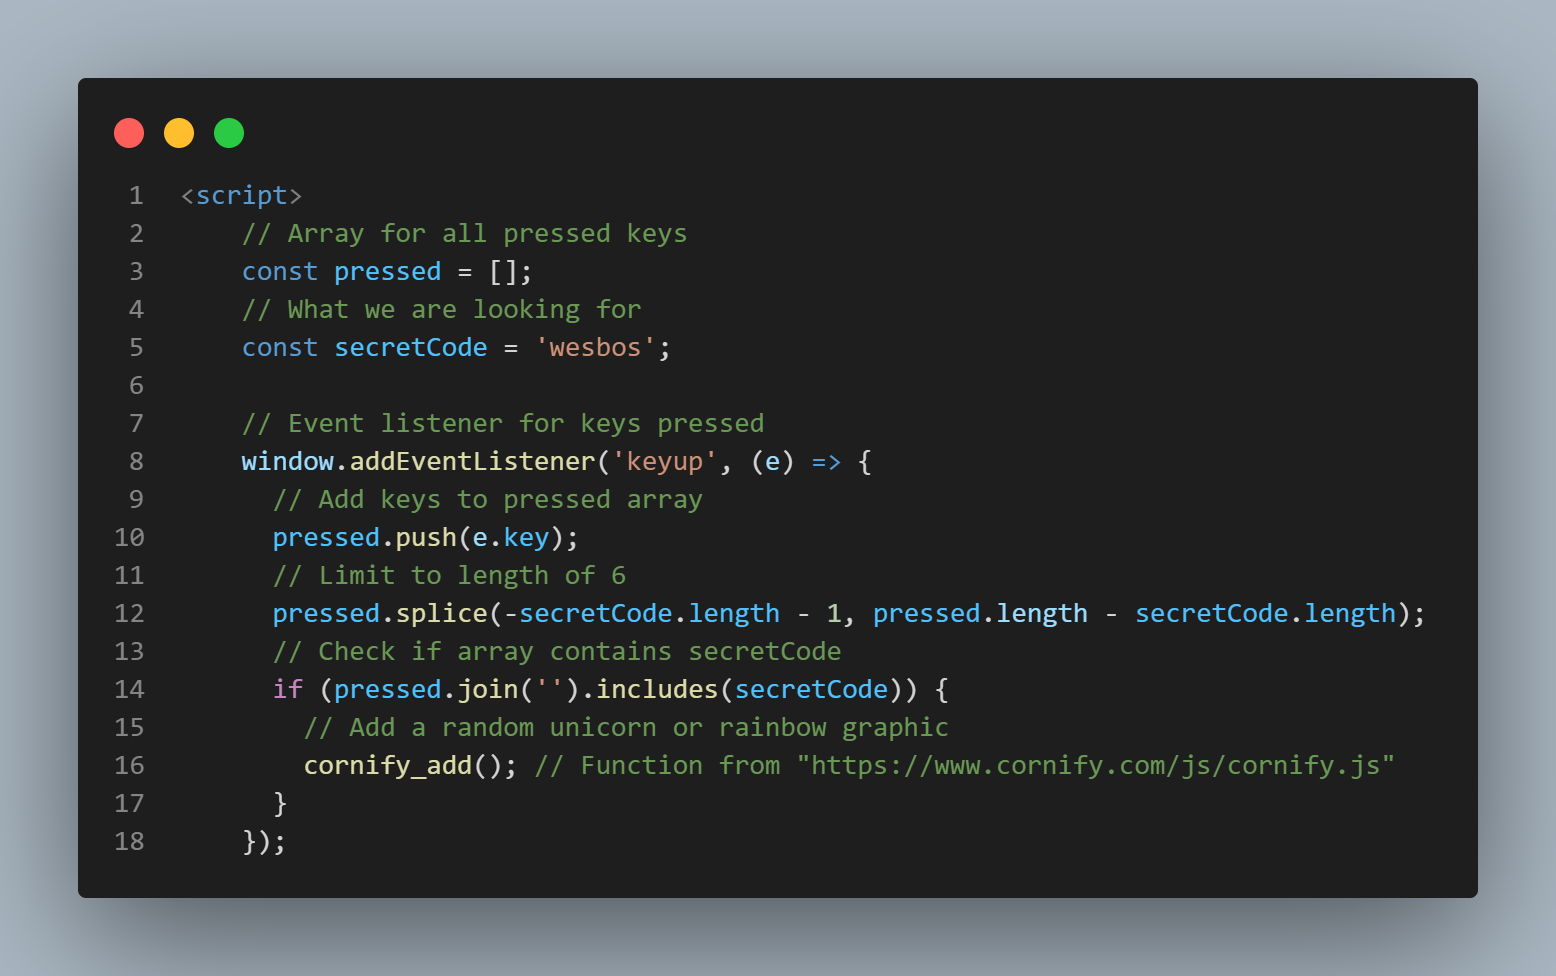 1 <script>
2 // Array for all pressed keys
3 const pressed = [];
4 // What we are looking for
5 const secretCode = 'wesbos';
6
7 // Event listener for keys pressed
8 window.addEventListener('keyup', (e) => {
9 // Add keys to pressed array
10 pressed.push(e.key);
11 // Limit to length of 6
12 pressed.splice(-secretCode.length - 1, pressed.length - secretCode.length);
13 // Check if array contains secretCode
14 if (pressed.join('').includes(secretCode)) {
15 // Add a random unicorn or rainbow graphic
16 cornify_add(); // Function from "https://www.cornify.com/js/cornify.js"
17 }
18 });